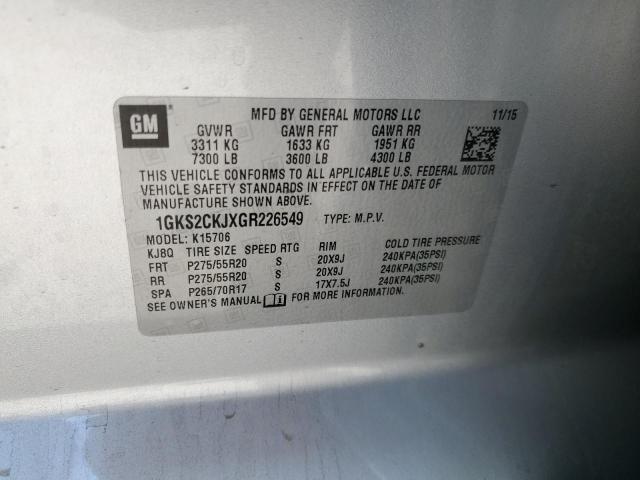 GM
MFD BY GENERAL MOTORS LLC 11/15
GVWR GAWR FRT GAWR RR
3311 KG 1633 KG 1951 KG
7300 LB 3600 LB 4300 LB
THIS VEHICLE CONFORMS TO ALL APPLICABLE U.S. FEDERAL MOTOR
VEHICLE SAFETY STANDARDS IN EFFECT ON THE DATE OF
MANUFACTURE SHOWN ABOVE.
1GKS2CKJXGR226549 TYPE: M.P.V.
MODEL: K15706
KJ8Q TIRE SIZE SPEED RTG RIM COLD TIRE PRESSURE
FRT P275/55R20 S 20X9J 240KPA(35PSI)
RR P275/55R20 S 20X9J 240KPA(35PSI)
SPA P265/70R17 S 17X7.5J 240KPA(35PSI)
SEE OWNER'S MANUAL FOR MORE INFORMATION.